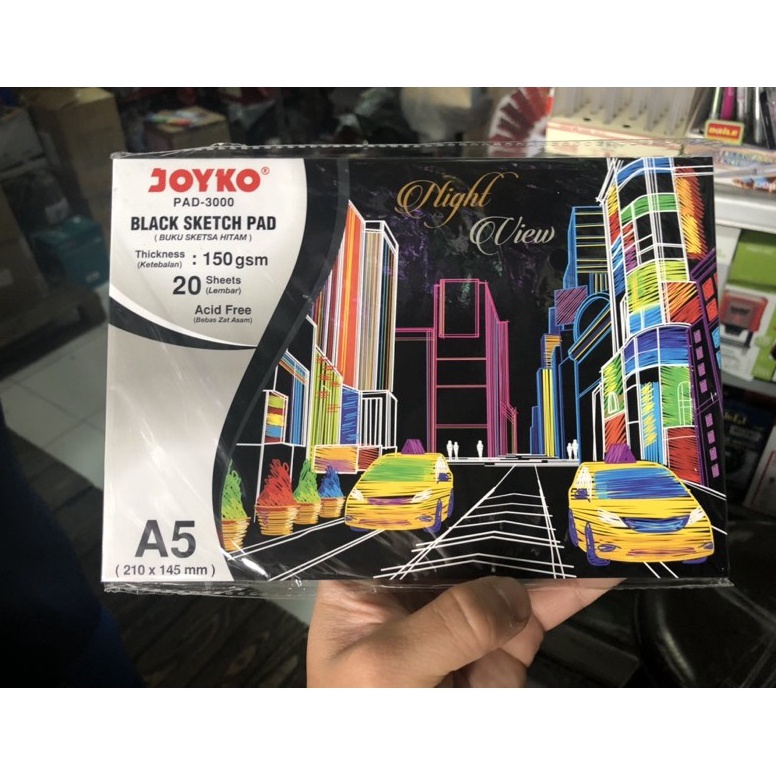 JOYKO®
PAD-3000
BLACK SKETCH PAD
( BUKU SKETSA HITAM )
Thickness : 150 gsm
(Ketebalan)
20 Sheets
(Lembar)
Acid Free
(Bebas Zat Asam)
A5
( 210 x 145 mm )
Night
View